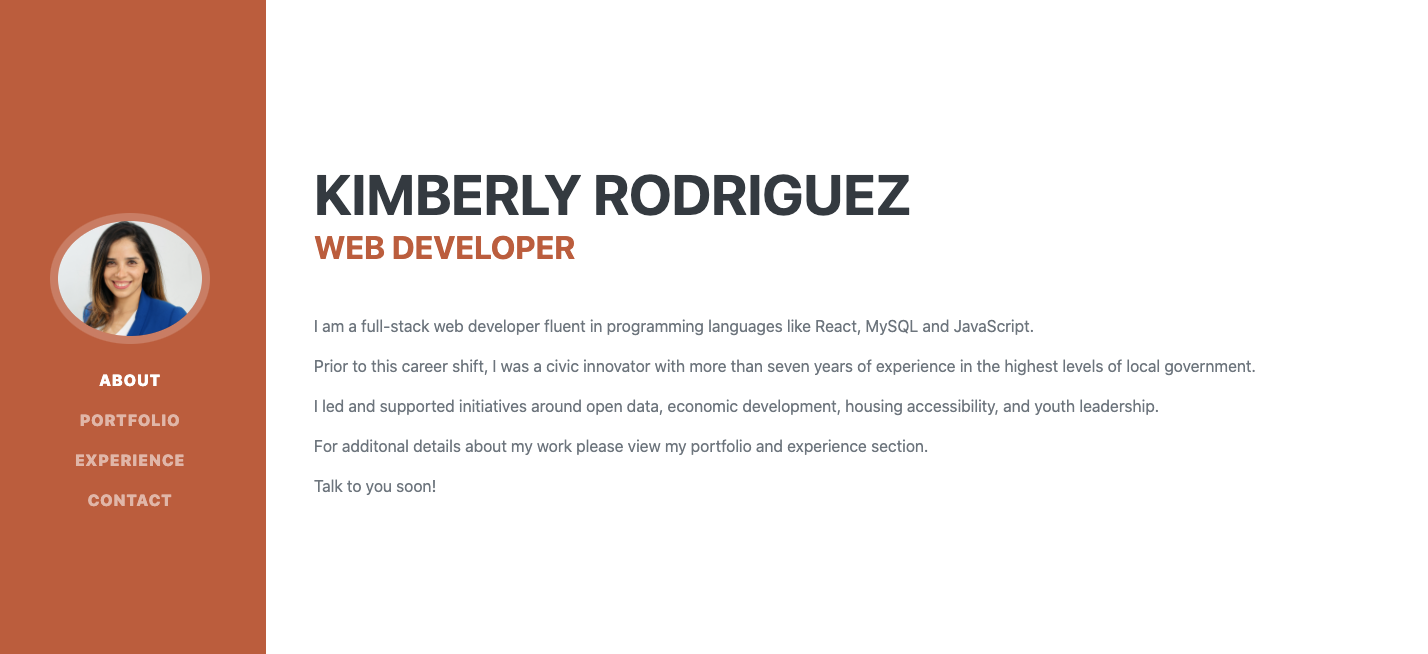 ABOUT
PORTFOLIO
EXPERIENCE
CONTACT
KIMBERLY RODRIGUEZ
WEB DEVELOPER
I am a full-stack web developer fluent in programming languages like React, MySQL and JavaScript.
Prior to this career shift, I was a civic innovator with more than seven years of experience in the highest levels of local government.
I led and supported initiatives around open data, economic development, housing accessibility, and youth leadership.
For additonal details about my work please view my portfolio and experience section.
Talk to you soon!